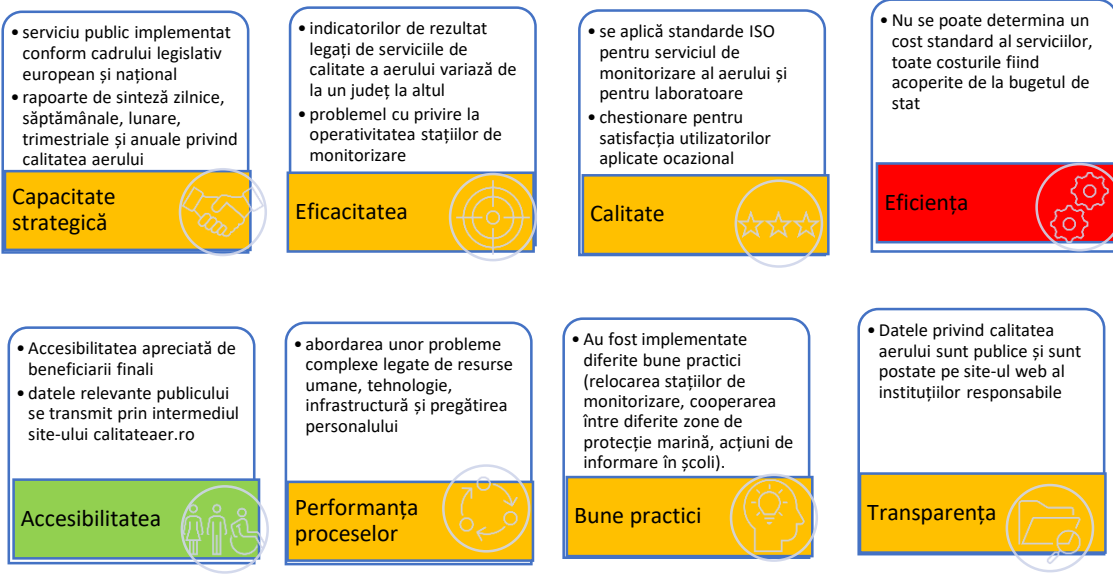 • serviciu public implementat
conform cadrului legislativ
european și național
• rapoarte de sinteză zilnice,
săptămânale, lunare,
trimestriale și anuale privind
calitatea aerului
Capacitate
strategică
• indicatorilor de rezultat
legați de serviciile de
calitate a aerului variază de
la un județ la altul
• problemel cu privire la
operativitatea stațiilor de
monitorizare
Eficacitatea
• se aplică standarde ISO
pentru serviciul de
monitorizare al aerului și
pentru laboratoare
• chestionare pentru
satisfacția utilizatorilor
aplicate ocazional
Calitate
• Nu se poate determina un
cost standard al serviciilor,
toate costurile fiind
acoperite de la bugetul de
stat
Eficiența
• Accesibilitatea apreciată de
beneficiarii finali
• datele relevante publicului
se transmit prin intermediul
site-ului calitateaer.ro
Accesibilitatea
• abordarea unor probleme
complexe legate de resurse
umane, tehnologie,
infrastructură și pregătirea
personalului
Performanța
proceselor
• Au fost implementate
diferite bune practici
(relocarea stațiilor de
monitorizare, cooperarea
între diferite zone de
protecție marină, acțiuni de
informare în școli).
Bune practici
• Datele privind calitatea
aerului sunt publice și sunt
postate pe site-ul web al
instituțiilor responsabile
Transparența